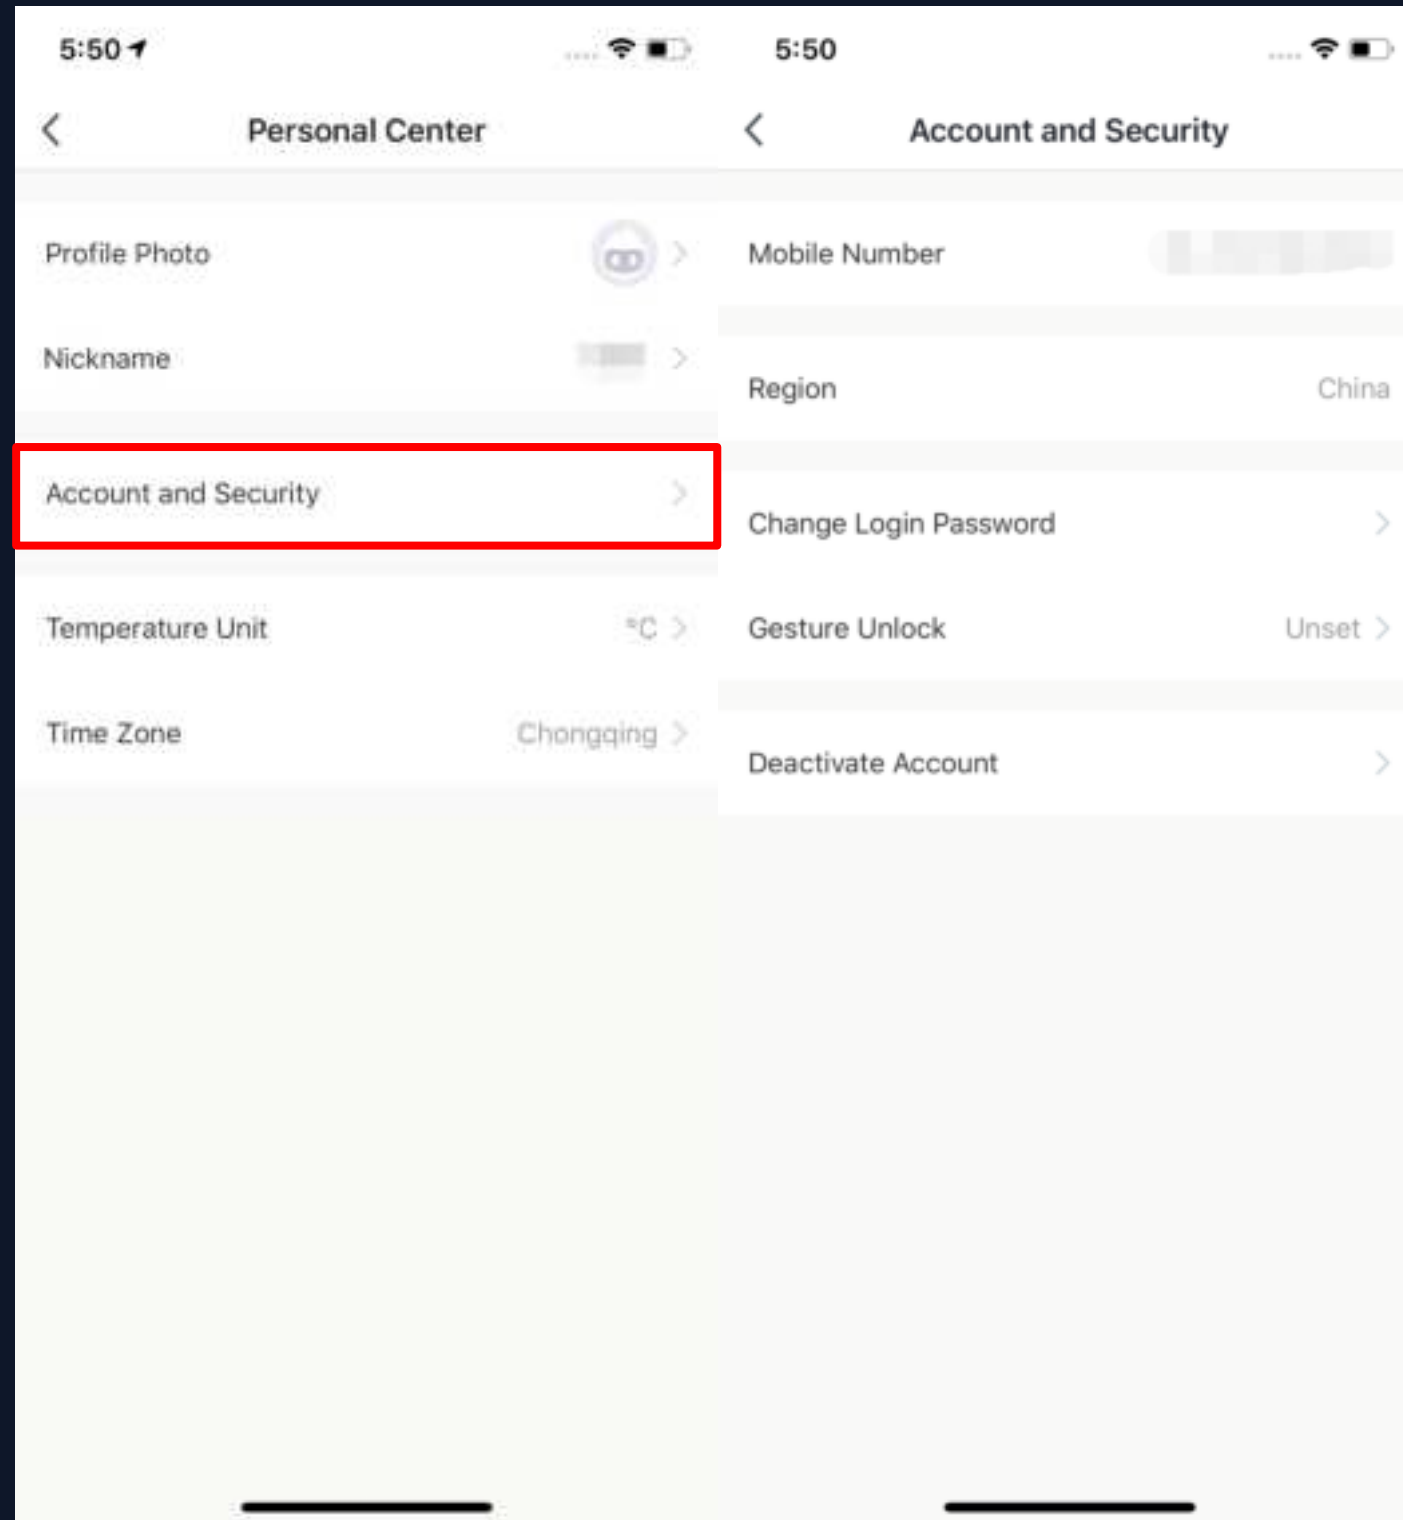 5:50
Personal Center
Profile Photo
Nickname
Account and Security
Temperature Unit °C
Time Zone Chongqing
5:50
Account and Security
Mobile Number
Region China
Change Login Password
Gesture Unlock Unset
Deactivate Account